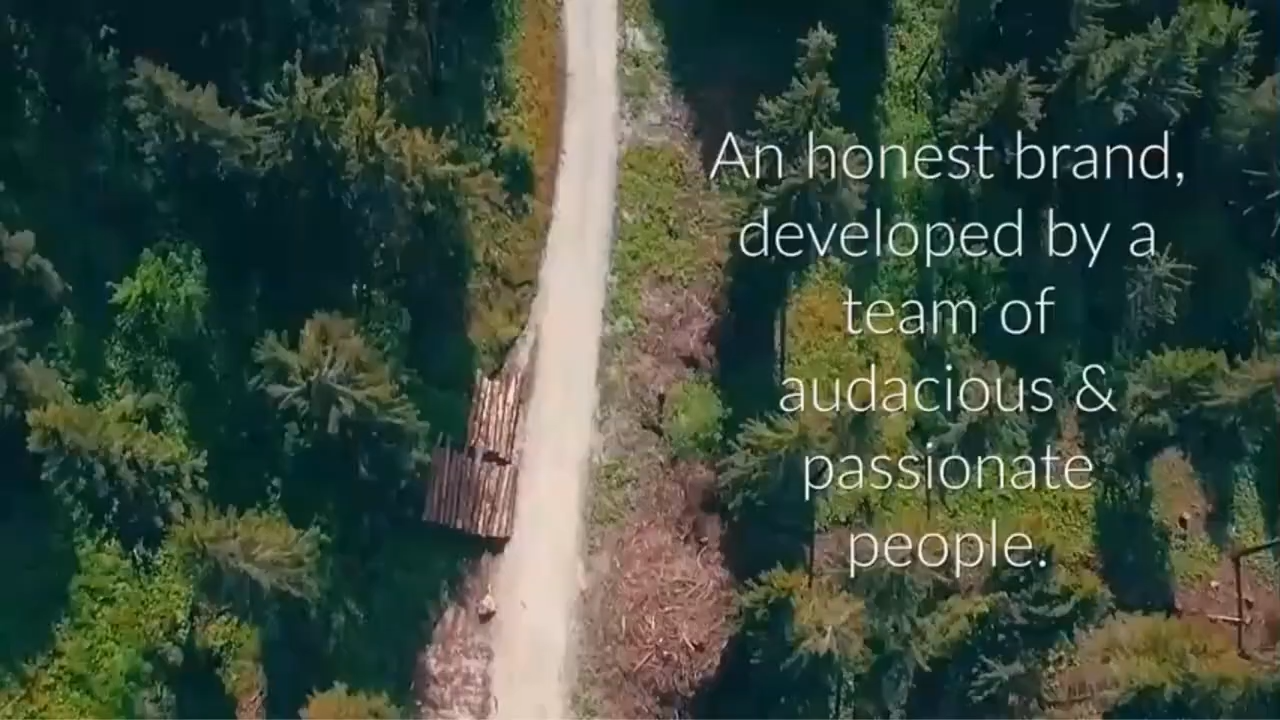 An honest brand,
developed by a
team of
audacious &
passionate
people.